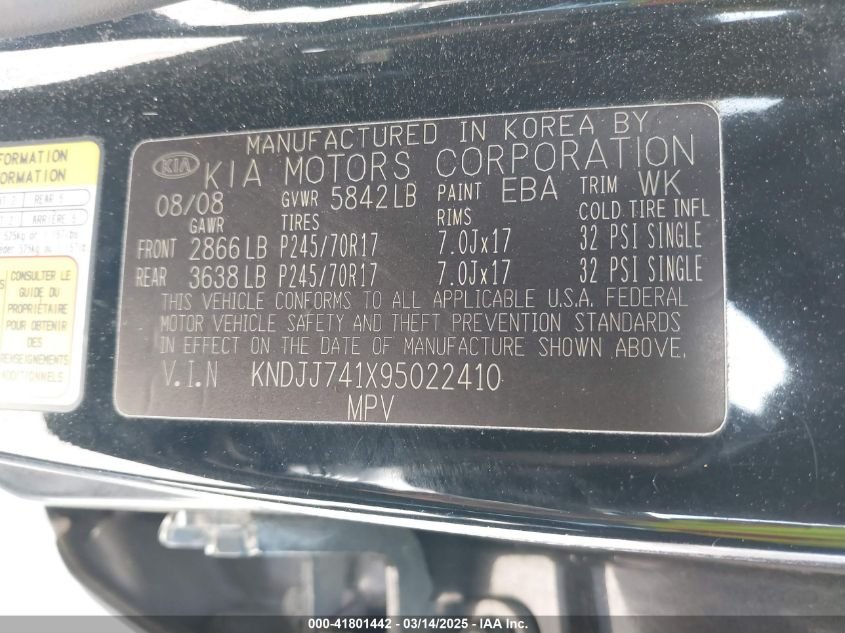 MANUFACTURED IN KOREA BY
KIA
KIA MOTORS CORPORATION
08/08 GVWR 5842LB PAINT EBA TRIM WK
GAWR TIRES RIMS COLD TIRE INFL
FRONT 2866LB P245/70R17 7.0Jx17 32 PSI SINGLE
REAR 3638LB P245/70R17 7.0Jx17 32 PSI SINGLE
THIS VEHICLE CONFORMS TO ALL APPLICABLE U.S.A. FEDERAL
MOTOR VEHICLE SAFETY AND THEFT PREVENTION STANDARDS
IN EFFECT ON THE DATE OF MANUFACTURE SHOWN ABOVE.
V.I.N KNDJJ741X95022410
MPV
REAR
ARRIÈRE
CONSULTER LE
GUIDE DU
PROPRIÉTAIRE
POUR OBTENIR
DES
RENSEIGNEMENTS
ADDITIONNELS
000-41801442 - 03/14/2025 - IAA Inc.